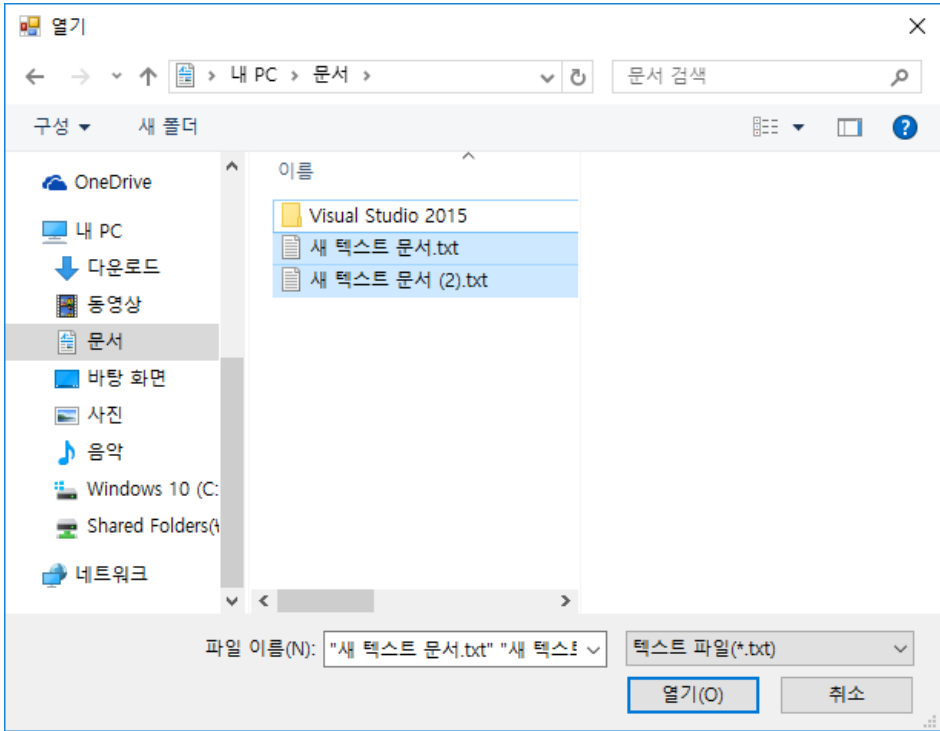 열기
내 PC > 문서 >
문서 검색
구성
새 폴더
OneDrive
내 PC
다운로드
동영상
문서
바탕 화면
사진
음악
Windows 10 (C:
Shared Folders(\
네트워크
이름
Visual Studio 2015
새 텍스트 문서.txt
새 텍스트 문서 (2).txt
파일 이름(N):
"새 텍스트 문서.txt" "새 텍스트
텍스트 파일(*.txt)
열기(O)
취소